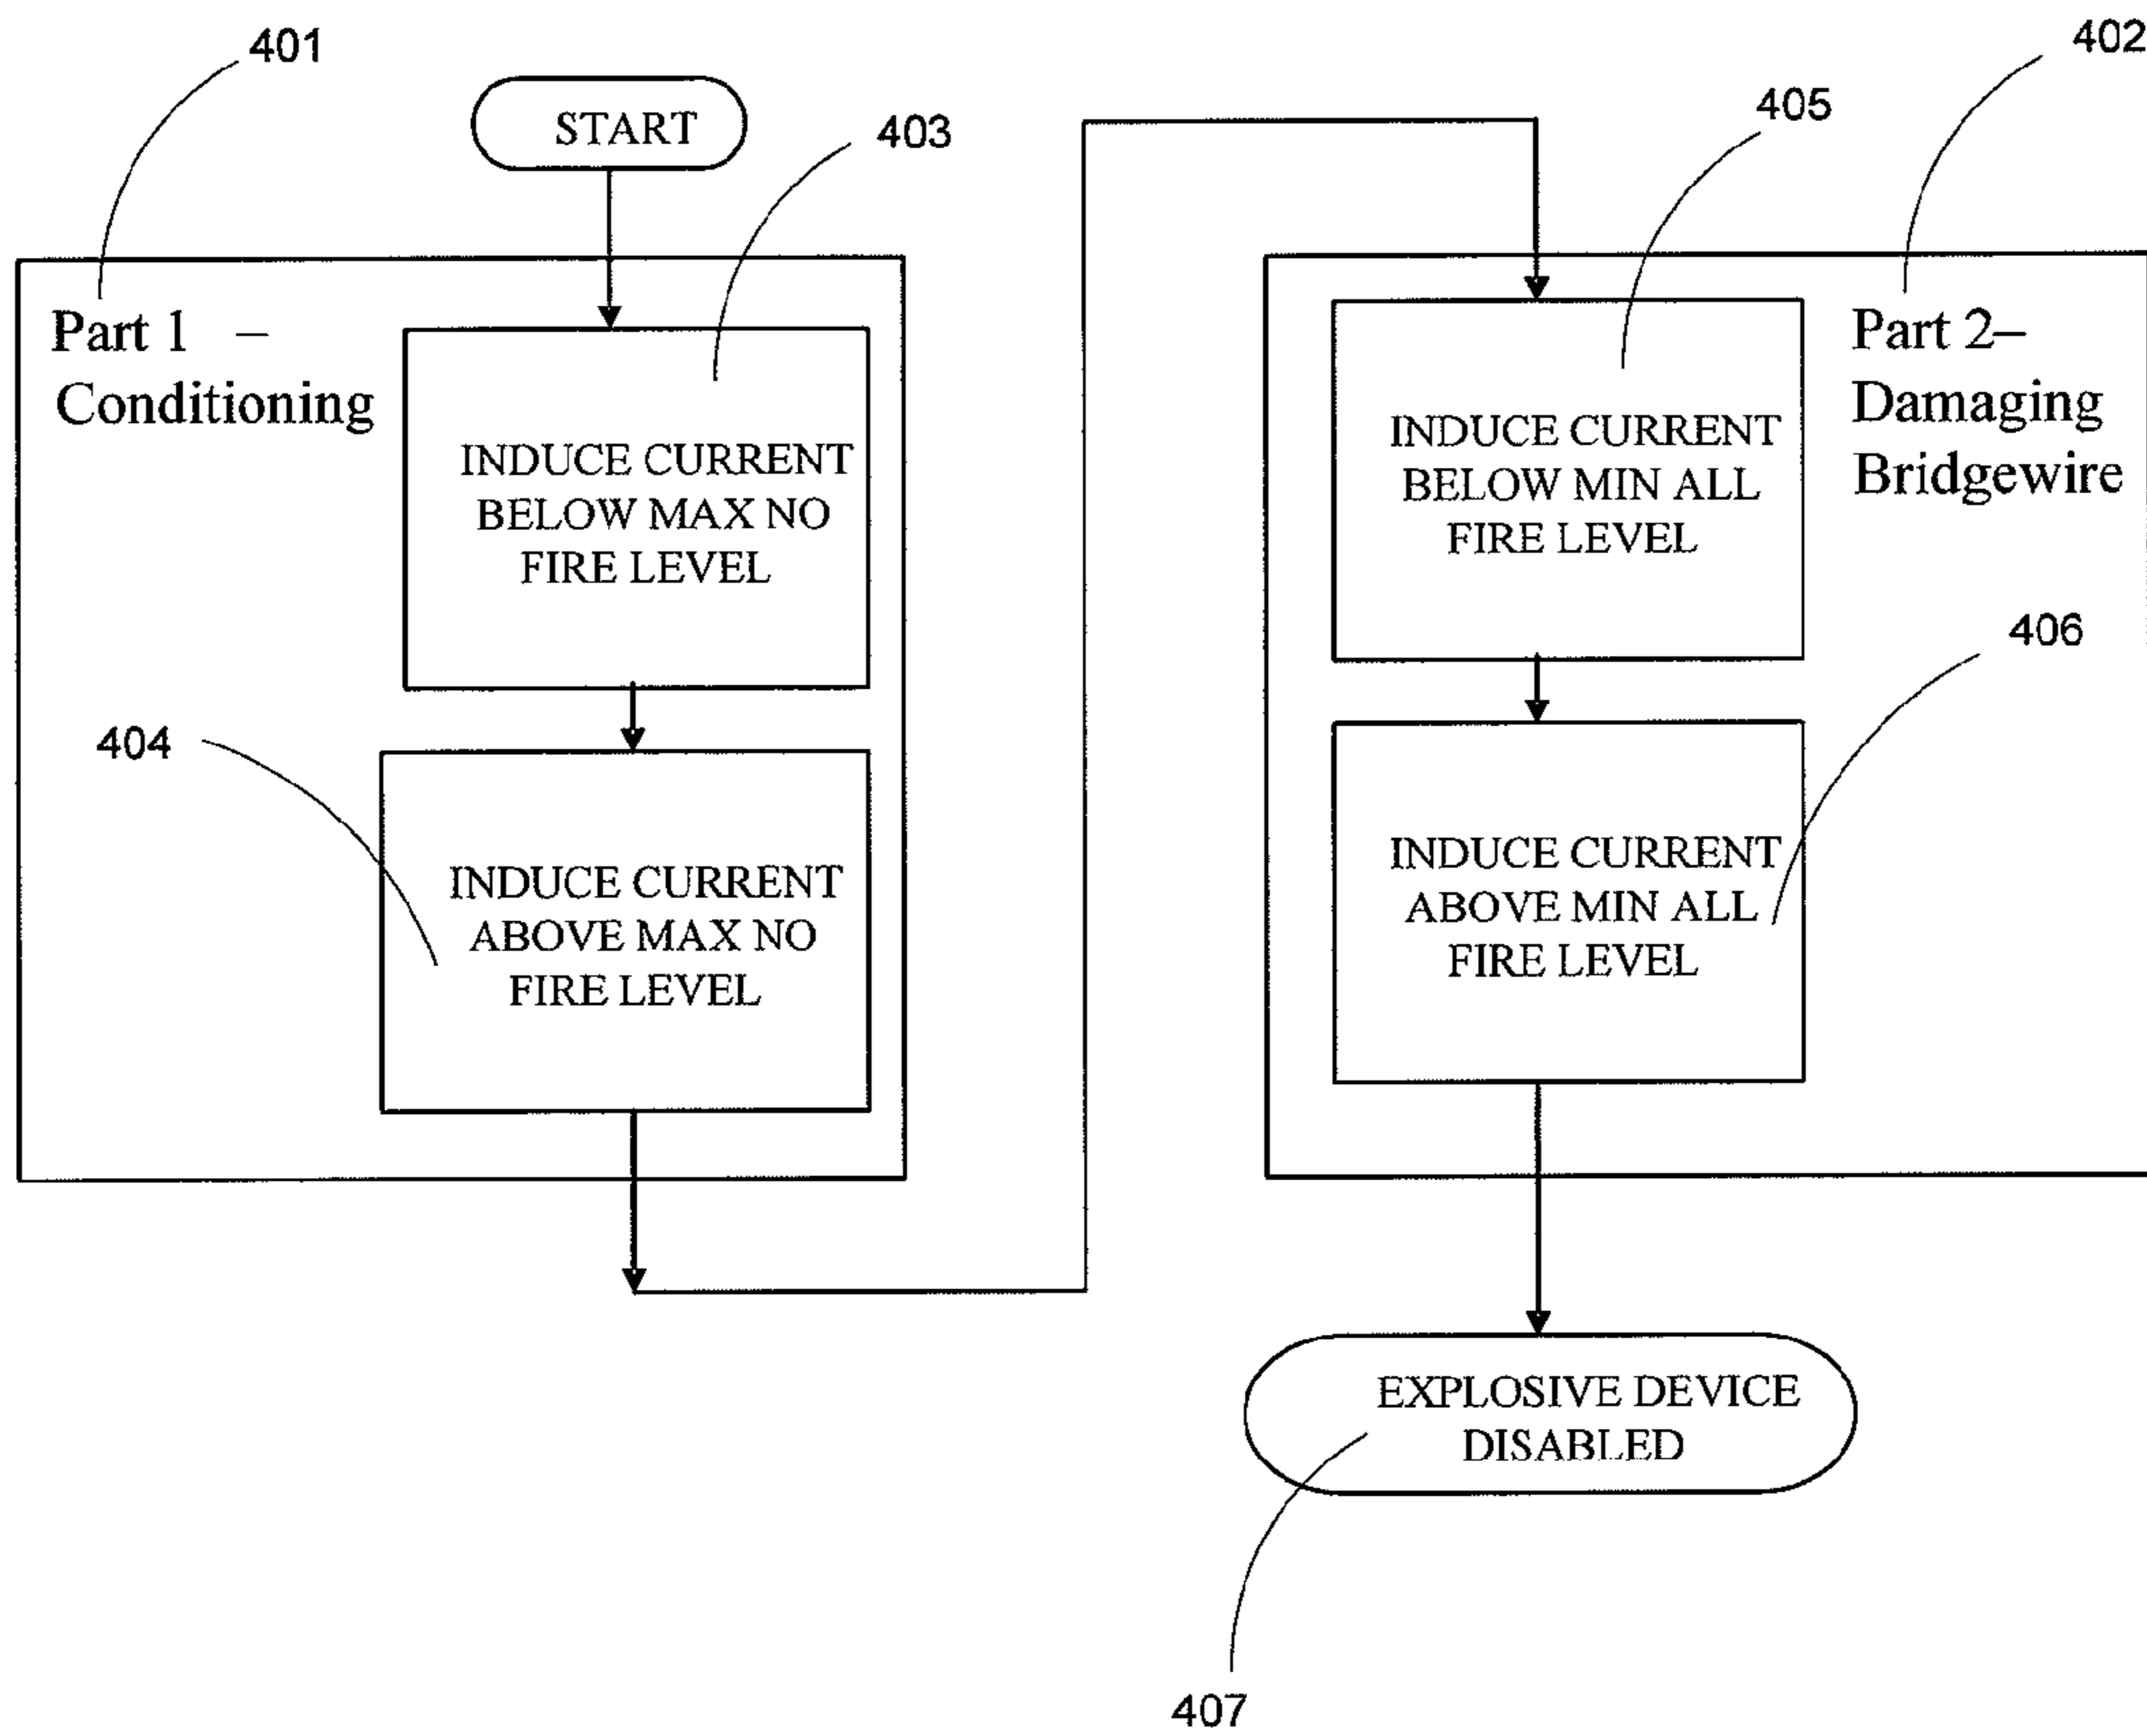 401
402
START
403
405
Part 1 –
Conditioning
INDUCE CURRENT
BELOW MAX NO
FIRE LEVEL
404
INDUCE CURRENT
ABOVE MAX NO
FIRE LEVEL
INDUCE CURRENT
BELOW MIN ALL
FIRE LEVEL
Part 2–
Damaging
Bridgewire
406
INDUCE CURRENT
ABOVE MIN ALL
FIRE LEVEL
EXPLOSIVE DEVICE
DISABLED
407